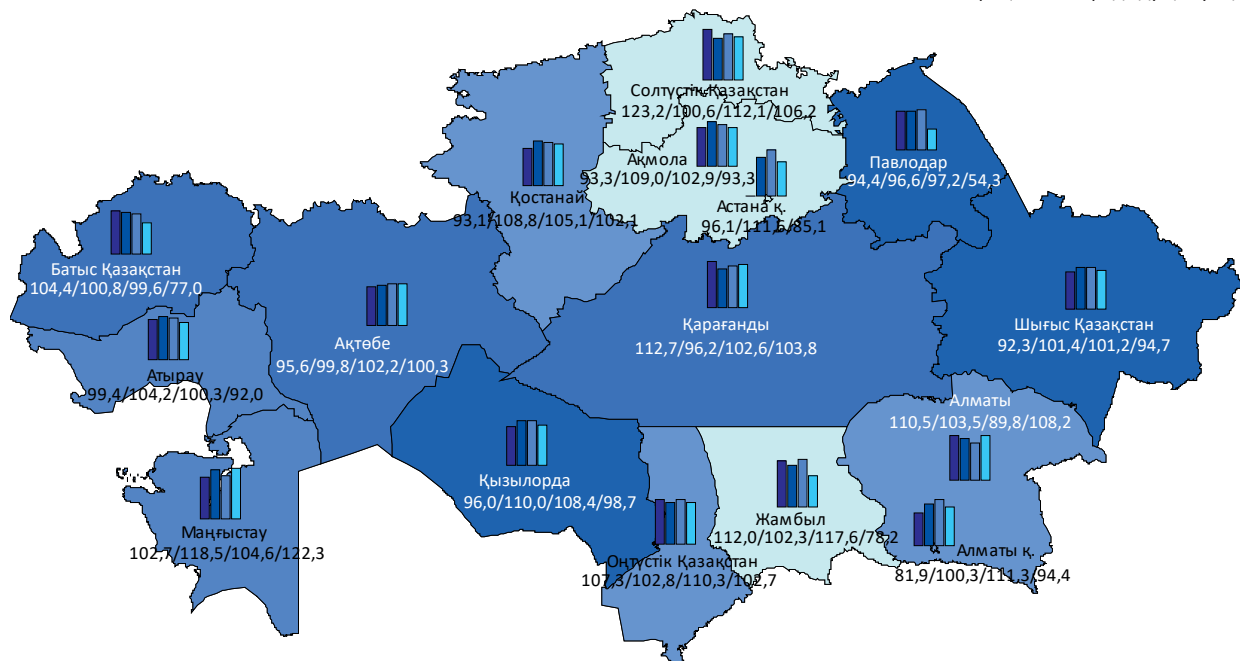 Солтүстік Қазақстан
123,2/100,6/112,1/106,2
Ақмола
93,3/109,0/102,9/93,3
Павлодар
94,4/96,6/97,2/54,3
Қостанай
93,1/108,8/105,1/102,1
Астана қ.
96,1/111,6/85,1
Батыс Қазақстан
104,4/100,8/99,6/77,0
Ақтөбе
95,6/99,8/102,2/100,3
Қарағанды
112,7/96,2/102,6/103,8
Шығыс Қазақстан
92,3/101,4/101,2/94,7
Атырау
99,4/104,2/100,3/92,0
Алматы
110,5/103,5/89,8/108,2
Қызылорда
96,0/110,0/108,4/98,7
Маңғыстау
102,7/118,5/104,6/122,3
Жамбыл
112,0/102,3/117,6/78,2
Оңтүстік Қазақстан
107,3/102,8/110,3/102,7
Алматы қ.
81,9/100,3/111,3/94,4